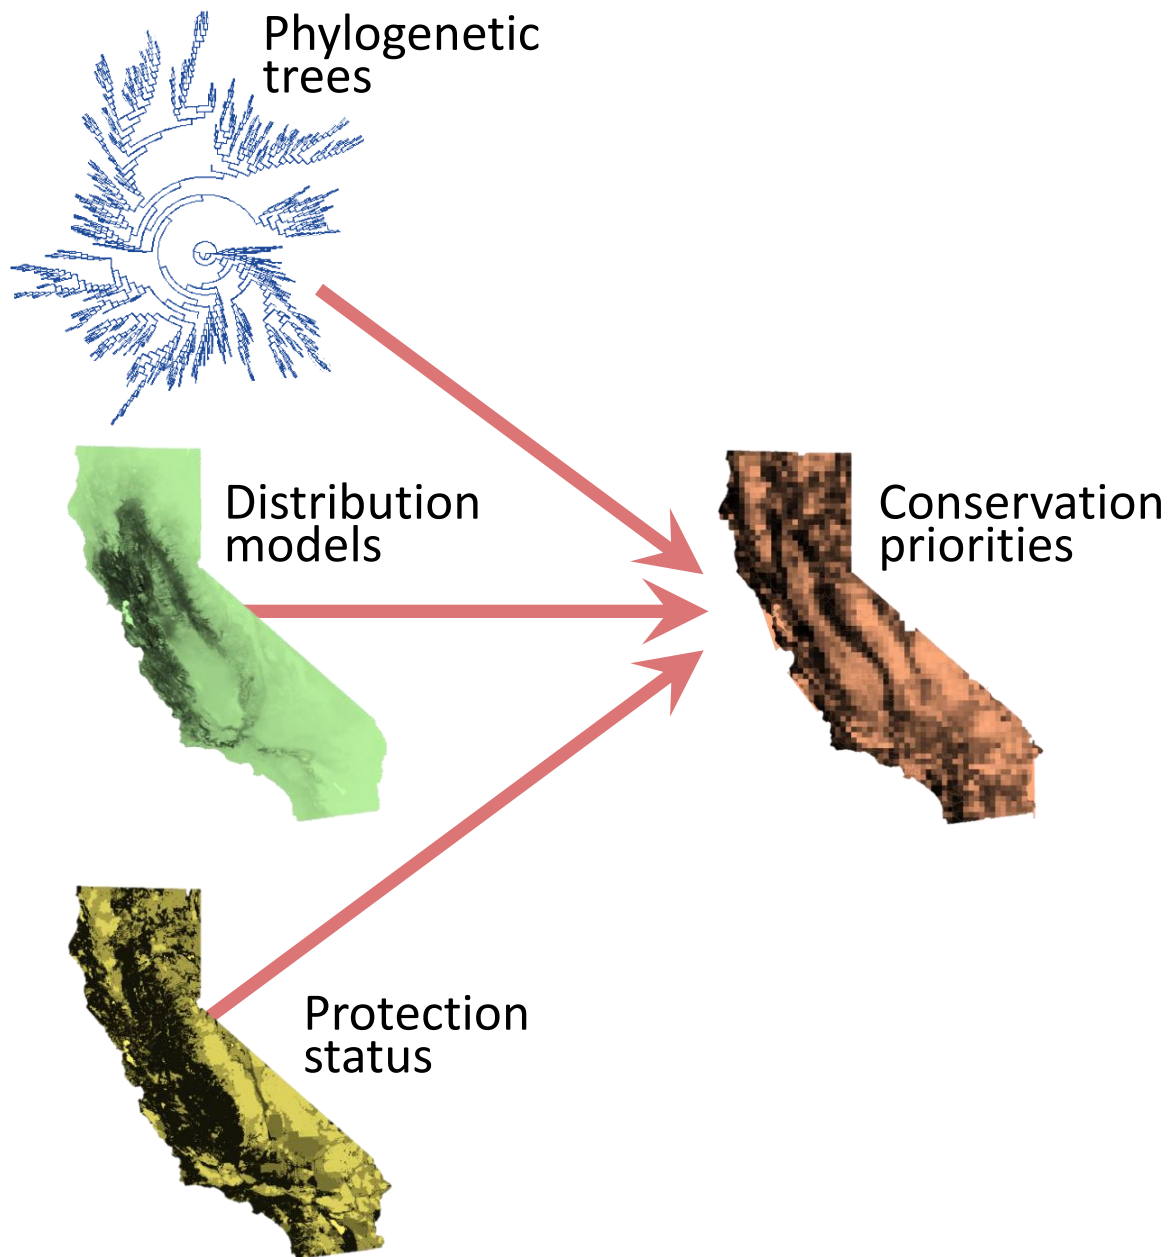 Phylogenetic
trees
Distribution
models
Conservation
priorities
Protection
status